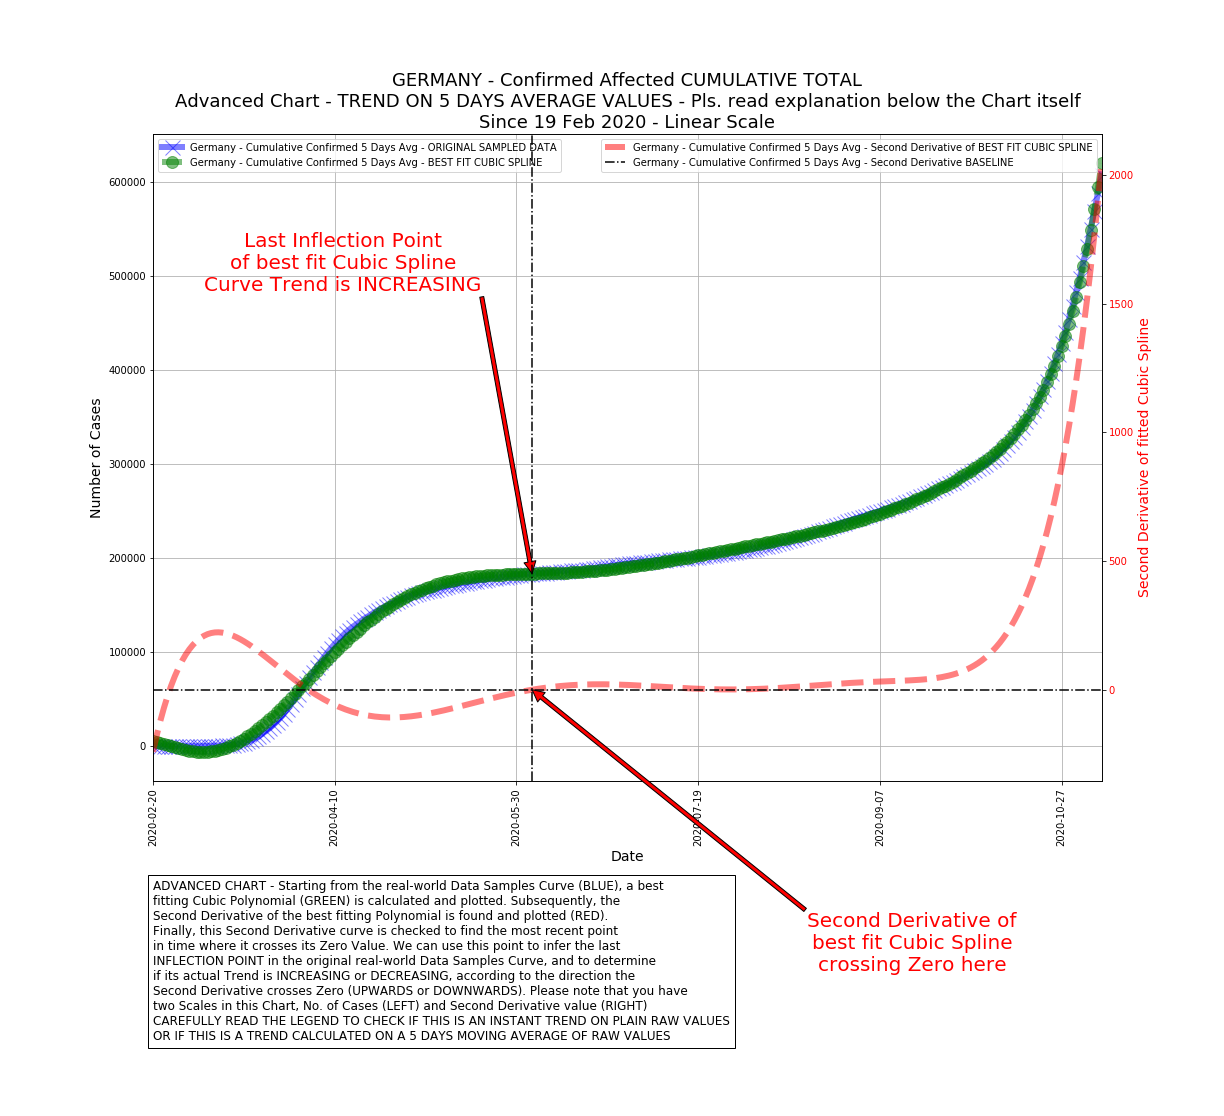 GERMANY - Confirmed Affected CUMULATIVE TOTAL
Advanced Chart - TREND ON 5 DAYS AVERAGE VALUES - Pls. read explanation below the Chart itself
Since 19 Feb 2020 - Linear Scale
Germany - Cumulative Confirmed 5 Days Avg - ORIGINAL SAMPLED DATA
Germany - Cumulative Confirmed 5 Days Avg - BEST FIT CUBIC SPLINE
Germany - Cumulative Confirmed 5 Days Avg - Second Derivative of BEST FIT CUBIC SPLINE
Germany - Cumulative Confirmed 5 Days Avg - Second Derivative BASELINE
Last Inflection Point
of best fit Cubic Spline
Curve Trend is INCREASING
Number of Cases
600000
500000
400000
300000
200000
100000
0
2000
1500
1000
500
0
Second Derivative of fitted Cubic Spline
2020-02-20
2020-04-10
2020-05-30
2020-07-19
2020-09-07
2020-10-27
Date
Second Derivative of
best fit Cubic Spline
crossing Zero here
ADVANCED CHART - Starting from the real-world Data Samples Curve (BLUE), a best
fitting Cubic Polynomial (GREEN) is calculated and plotted. Subsequently, the
Second Derivative of the best fitting Polynomial is found and plotted (RED).
Finally, this Second Derivative curve is checked to find the most recent point
in time where it crosses its Zero Value. We can use this point to infer the last
INFLECTION POINT in the original real-world Data Samples Curve, and to determine
if its actual Trend is INCREASING or DECREASING, according to the direction the
Second Derivative crosses Zero (UPWARDS or DOWNWARDS). Please note that you have
two Scales in this Chart, No. of Cases (LEFT) and Second Derivative value (RIGHT)
CAREFULLY READ THE LEGEND TO CHECK IF THIS IS AN INSTANT TREND ON PLAIN RAW VALUES
OR IF THIS IS A TREND CALCULATED ON A 5 DAYS MOVING AVERAGE OF RAW VALUES